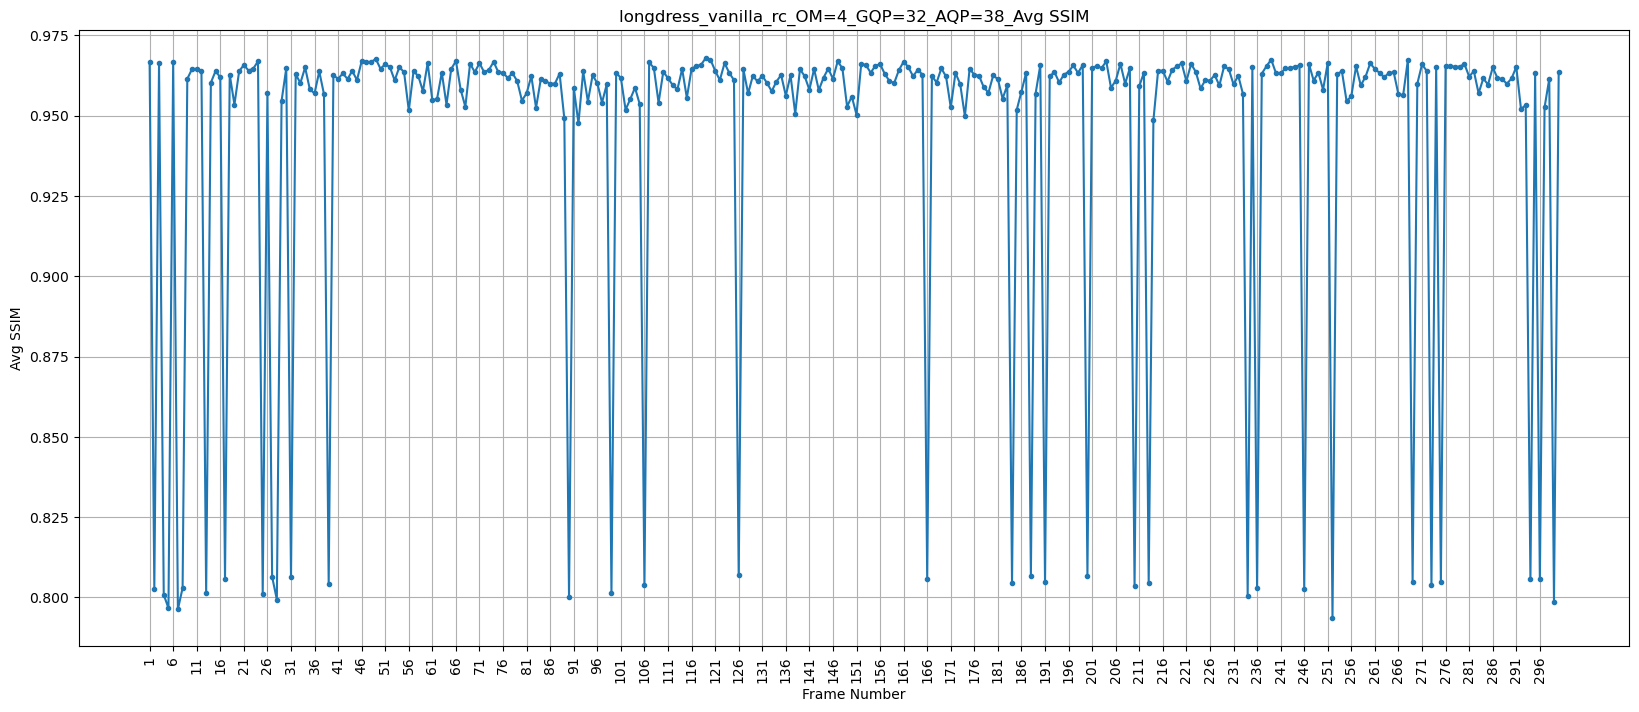 longdress_vanilla_rc_OM=4_GQP=32_AQP=38_Avg SSIM
0.975
0.950
0.925
0.900
0.875
0.850
0.825
0.800
Avg SSIM
1 6 11 16 21 26 31 36 41 46 51 56 61 66 71 76 81 86 91 96 101 106 111 116 121 126 131 136 141 146 151 156 161 166 171 176 181 186 191 196 201 206 211 216 221 226 231 236 241 246 251 256 261 266 271 276 281 286 291 296
Frame Number